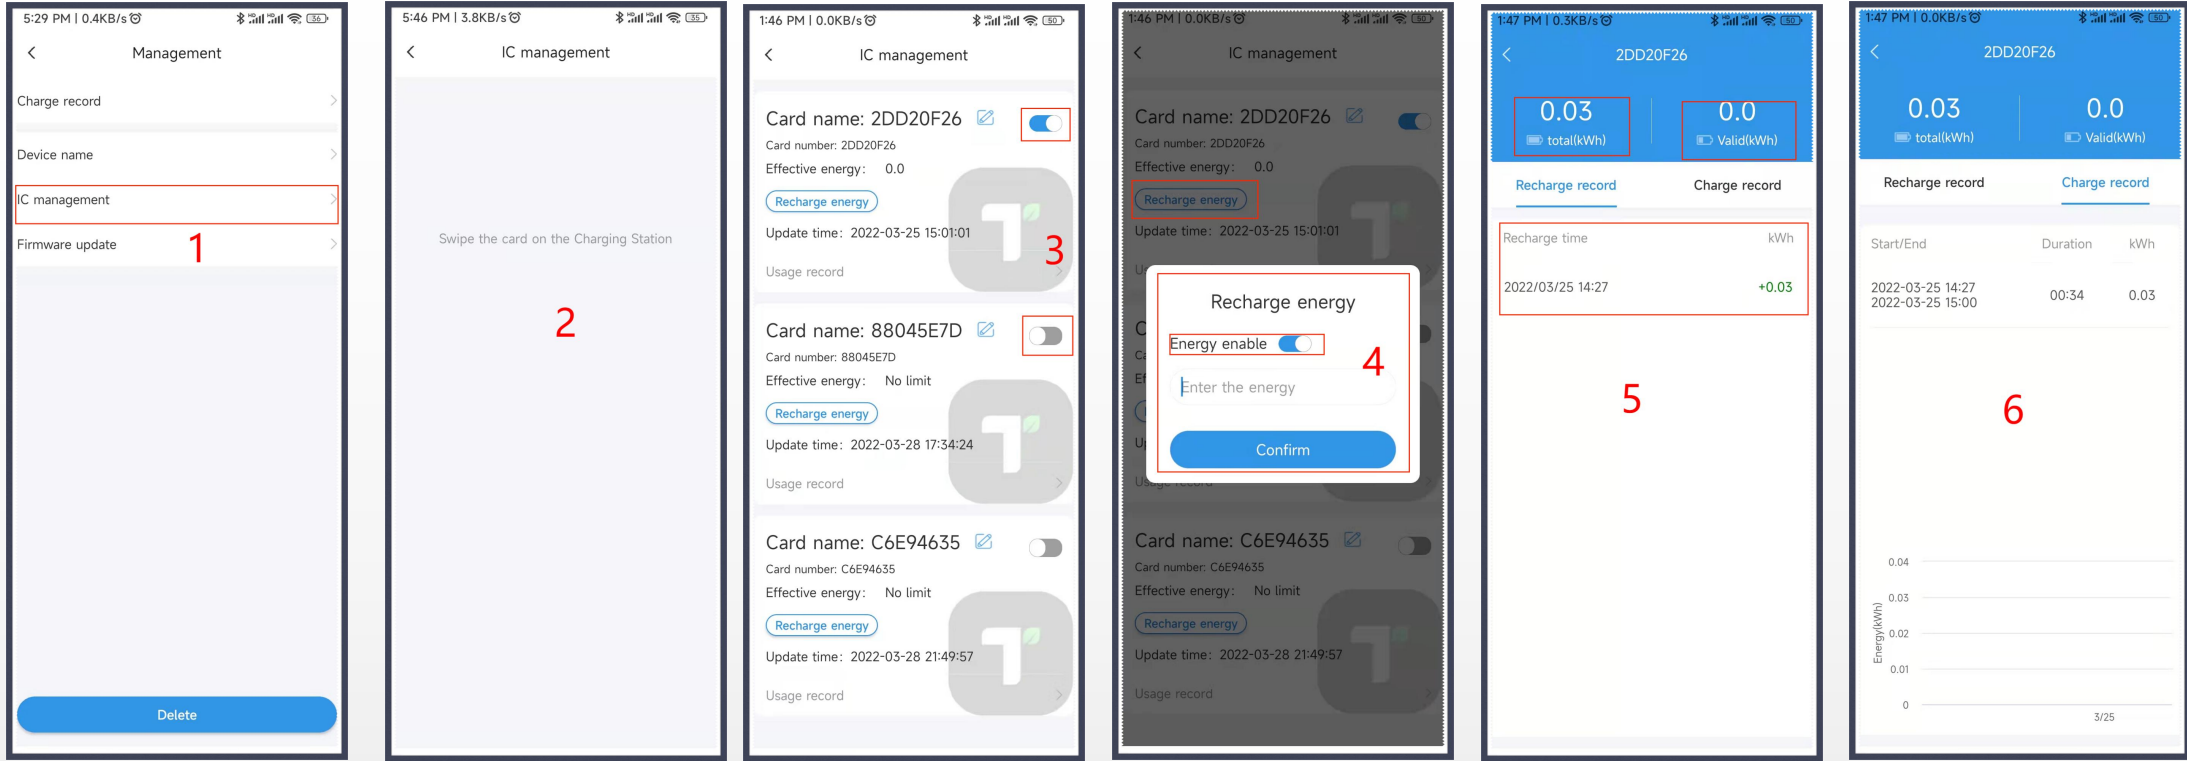 5:29 PM | 0.4KB/s
36
Management
Charge record
Device name
IC management
Firmware update
1
Delete
5:46 PM | 3.8KB/s
35
IC management
Swipe the card on the Charging Station
2
1:46 PM | 0.0KB/s
50
IC management
Card name: 2DD20F26
Card number: 2DD20F26
Effective energy: 0.0
Recharge energy
Update time: 2022-03-25 15:01:01
3
Usage record
Card name: 88045E7D
Card number: 88045E7D
Effective energy: No limit
Recharge energy
Update time: 2022-03-28 17:34:24
Usage record
Card name: C6E94635
Card number: C6E94635
Effective energy: No limit
Recharge energy
Update time: 2022-03-28 21:49:57
Usage record
1:46 PM | 0.0KB/s
50
IC management
Card name: 2DD20F26
Card number: 2DD20F26
Effective energy: 0.0
Recharge energy
Update time: 2022-03-25 15:01:01
Recharge energy
Energy enable
4
Enter the energy
Confirm
Usage record
Card name: C6E94635
Card number: C6E94635
Effective energy: No limit
Recharge energy
Update time: 2022-03-28 21:49:57
Usage record
1:47 PM | 0.3KB/s
50
2DD20F26
0.03
0.0
total(kWh)
Valid(kWh)
Recharge record
Charge record
Recharge time
kWh
2022/03/25 14:27
+0.03
5
1:47 PM | 0.0KB/s
50
2DD20F26
0.03
0.0
total(kWh)
Valid(kWh)
Recharge record
Charge record
Start/End
Duration
kWh
2022-03-25 14:27
2022-03-25 15:00
00:34
0.03
6
Energy(kWh)
0.04
0.03
0.02
0.01
0
3/25